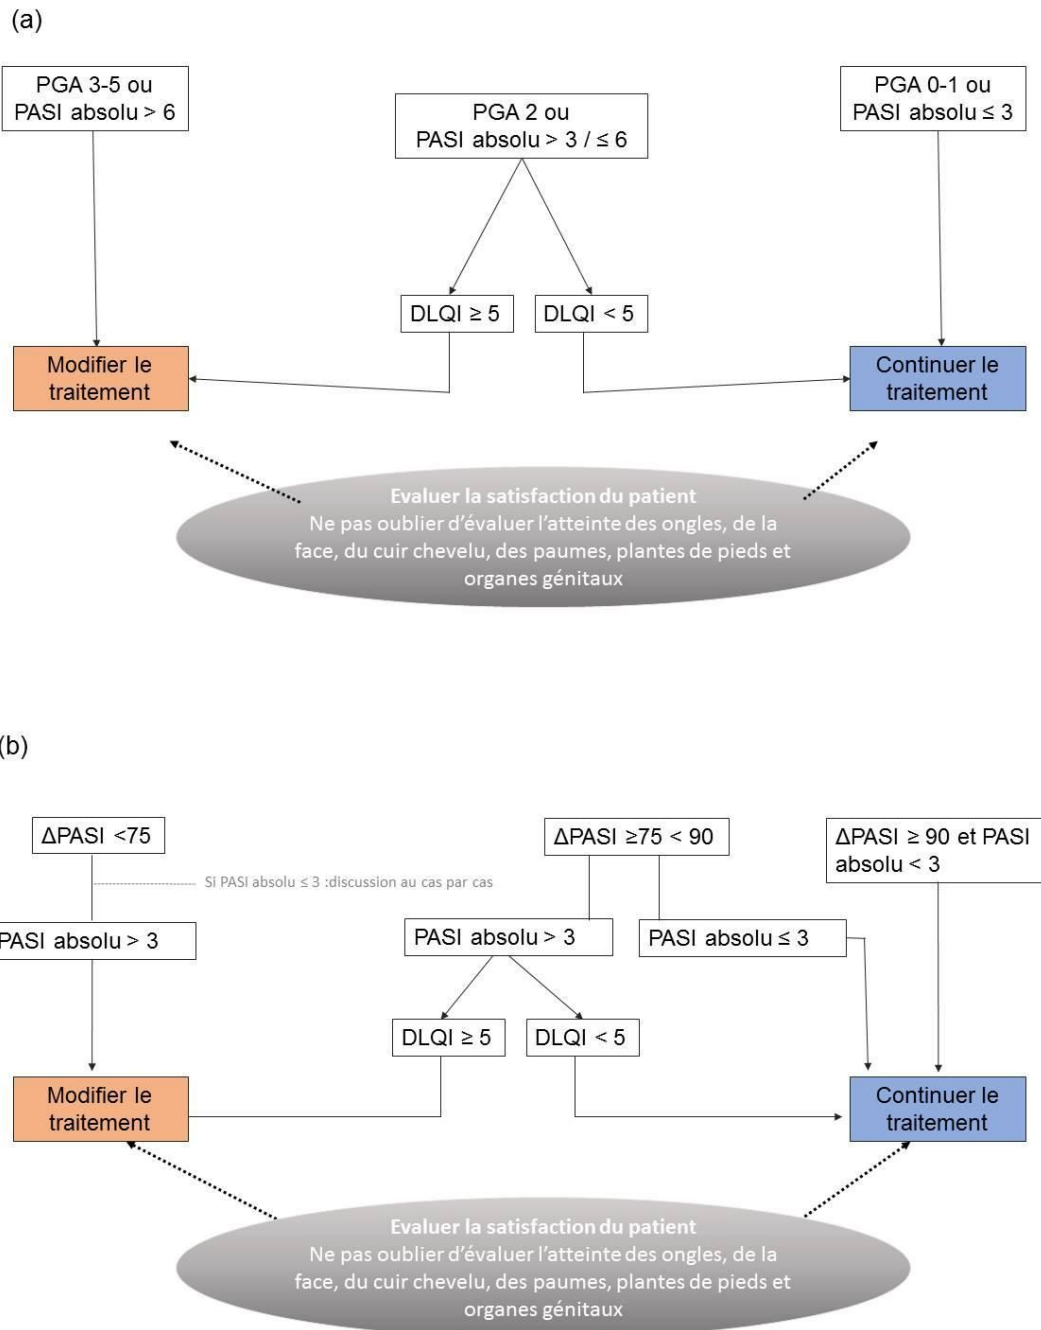 (a)
PGA 3-5 ou
PASI absolu > 6
PGA 2 ou
PASI absolu > 3 / ≤ 6
PGA 0-1 ou
PASI absolu ≤ 3
DLQI ≥ 5
DLQI < 5
Modifier le
traitement
Continuer le
traitement
Evaluer la satisfaction du patient
Ne pas oublier d'évaluer l'atteinte des ongles, de la
face, du cuir chevelu, des paumes, plantes de pieds et
organes génitaux
(b)
ΔPASI <75
ΔPASI ≥75 < 90
ΔPASI ≥ 90 et PASI
absolu < 3
Si PASI absolu ≤ 3 :discussion au cas par cas
PASI absolu > 3
PASI absolu > 3
PASI absolu ≤ 3
DLQI ≥ 5
DLQI < 5
Modifier le
traitement
Continuer le
traitement
Evaluer la satisfaction du patient
Ne pas oublier d'évaluer l'atteinte des ongles, de la
face, du cuir chevelu, des paumes, plantes de pieds et
organes génitaux